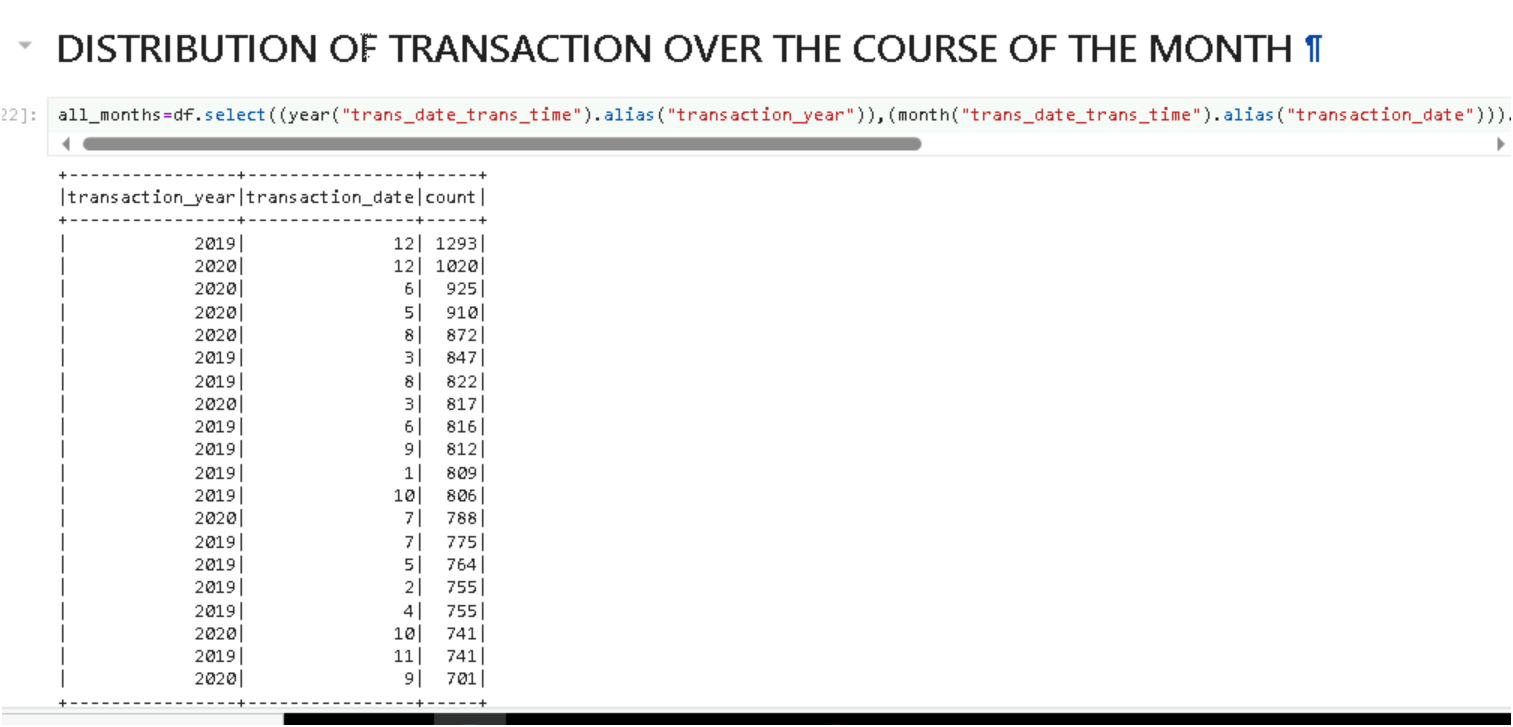 DISTRIBUTION OF TRANSACTION OVER THE COURSE OF THE MONTH ¶
22]: all_months=df.select((year("trans_date_trans_time").alias("transaction_year")),(month("trans_date_trans_time").alias("transaction_date"))).
+----------------+----------------+-----+
|transaction_year|transaction_date|count|
+----------------+----------------+-----+
|            2019|              12| 1293|
|            2020|              12| 1020|
|            2020|               6|  925|
|            2020|               5|  910|
|            2020|               8|  872|
|            2019|               3|  847|
|            2019|               8|  822|
|            2020|               3|  817|
|            2019|               6|  816|
|            2019|               9|  812|
|            2019|               1|  809|
|            2019|              10|  806|
|            2020|               7|  788|
|            2019|               7|  775|
|            2019|               5|  764|
|            2019|               2|  755|
|            2019|               4|  755|
|            2020|              10|  741|
|            2019|              11|  741|
|            2020|               9|  701|
+----------------+----------------+-----+